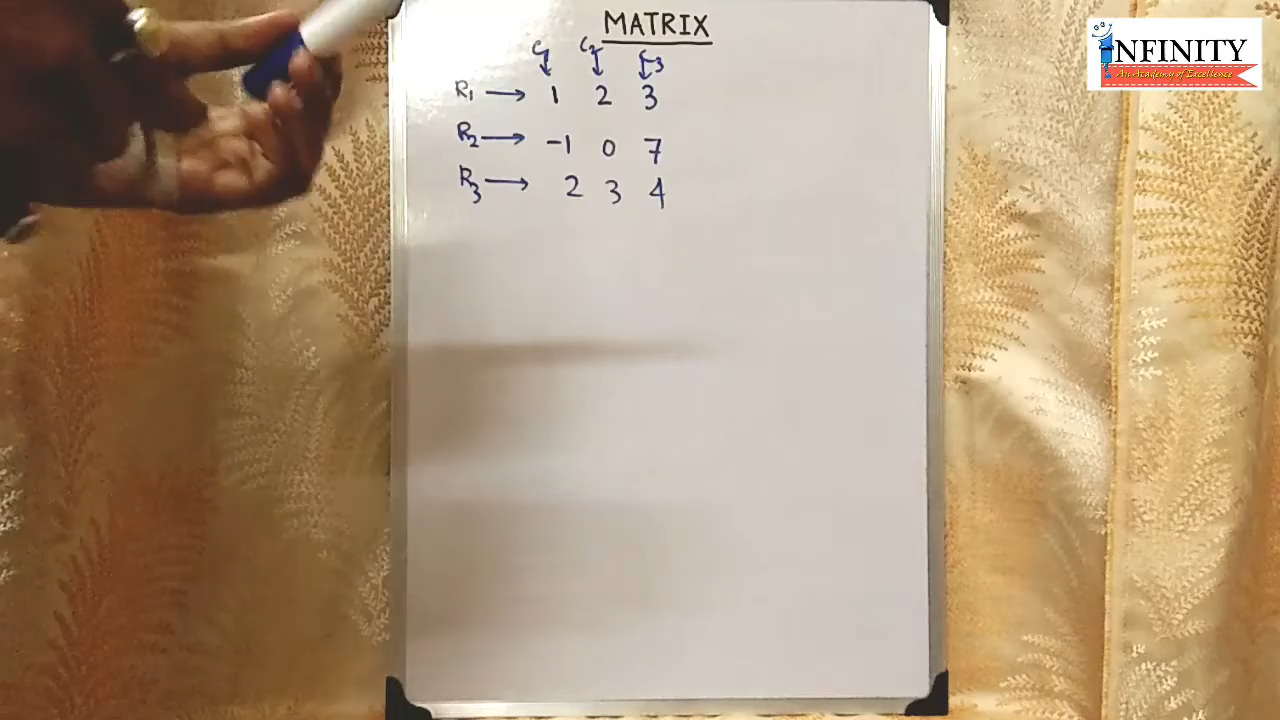 MATRIX
C1 C2 C3
R1 → 1 2 3
R2 → -1 0 7
R3 → 2 3 4
INFINITY
An Academy of Excellence